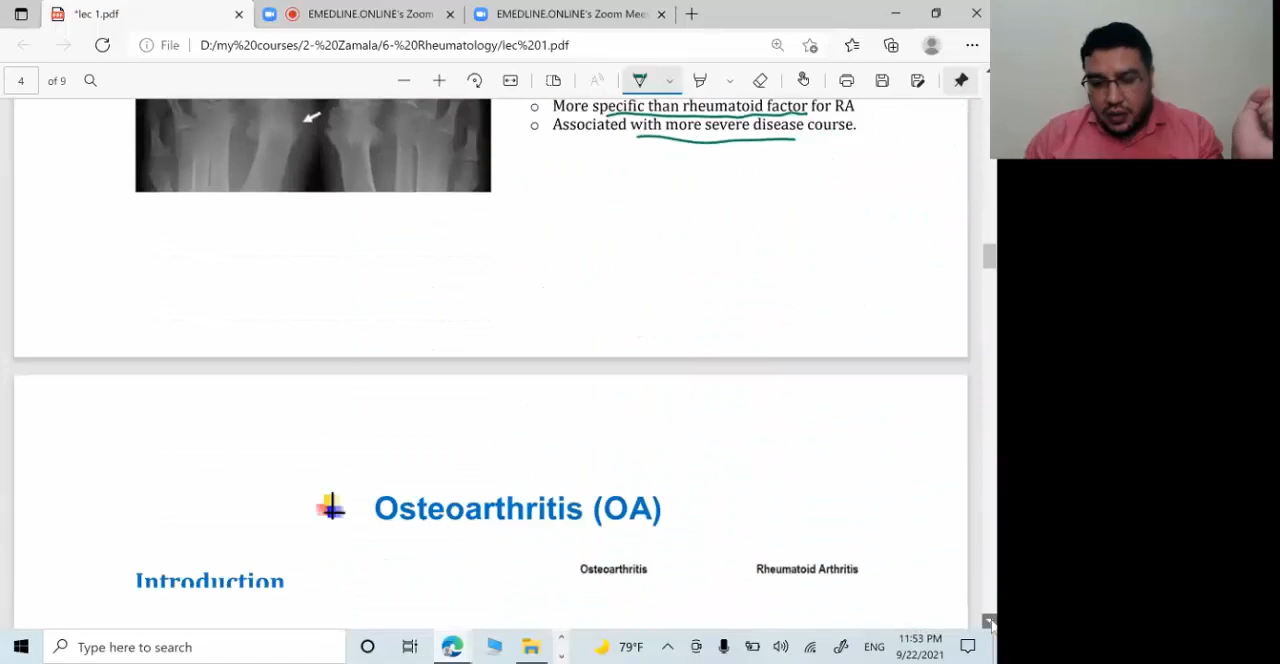 *lec 1.pdf
EMEDLINE.ONLINE's Zoom
EMEDLINE.ONLINE's Zoom Mee
File
D:/my%20courses/2-%20Zamala/6-%20Rheumatology/lec%201.pdf
4 of 9
More specific than rheumatoid factor for RA
Associated with more severe disease course.
Osteoarthritis (OA)
Introduction
Osteoarthritis
Rheumatoid Arthritis
Type here to search
79°F
ENG
11:53 PM
9/22/2021